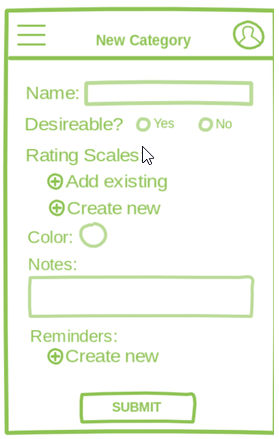 New Category
Name:
Desireable? Yes No
Rating Scales
Add existing
Create new
Color:
Notes:
Reminders:
Create new
SUBMIT